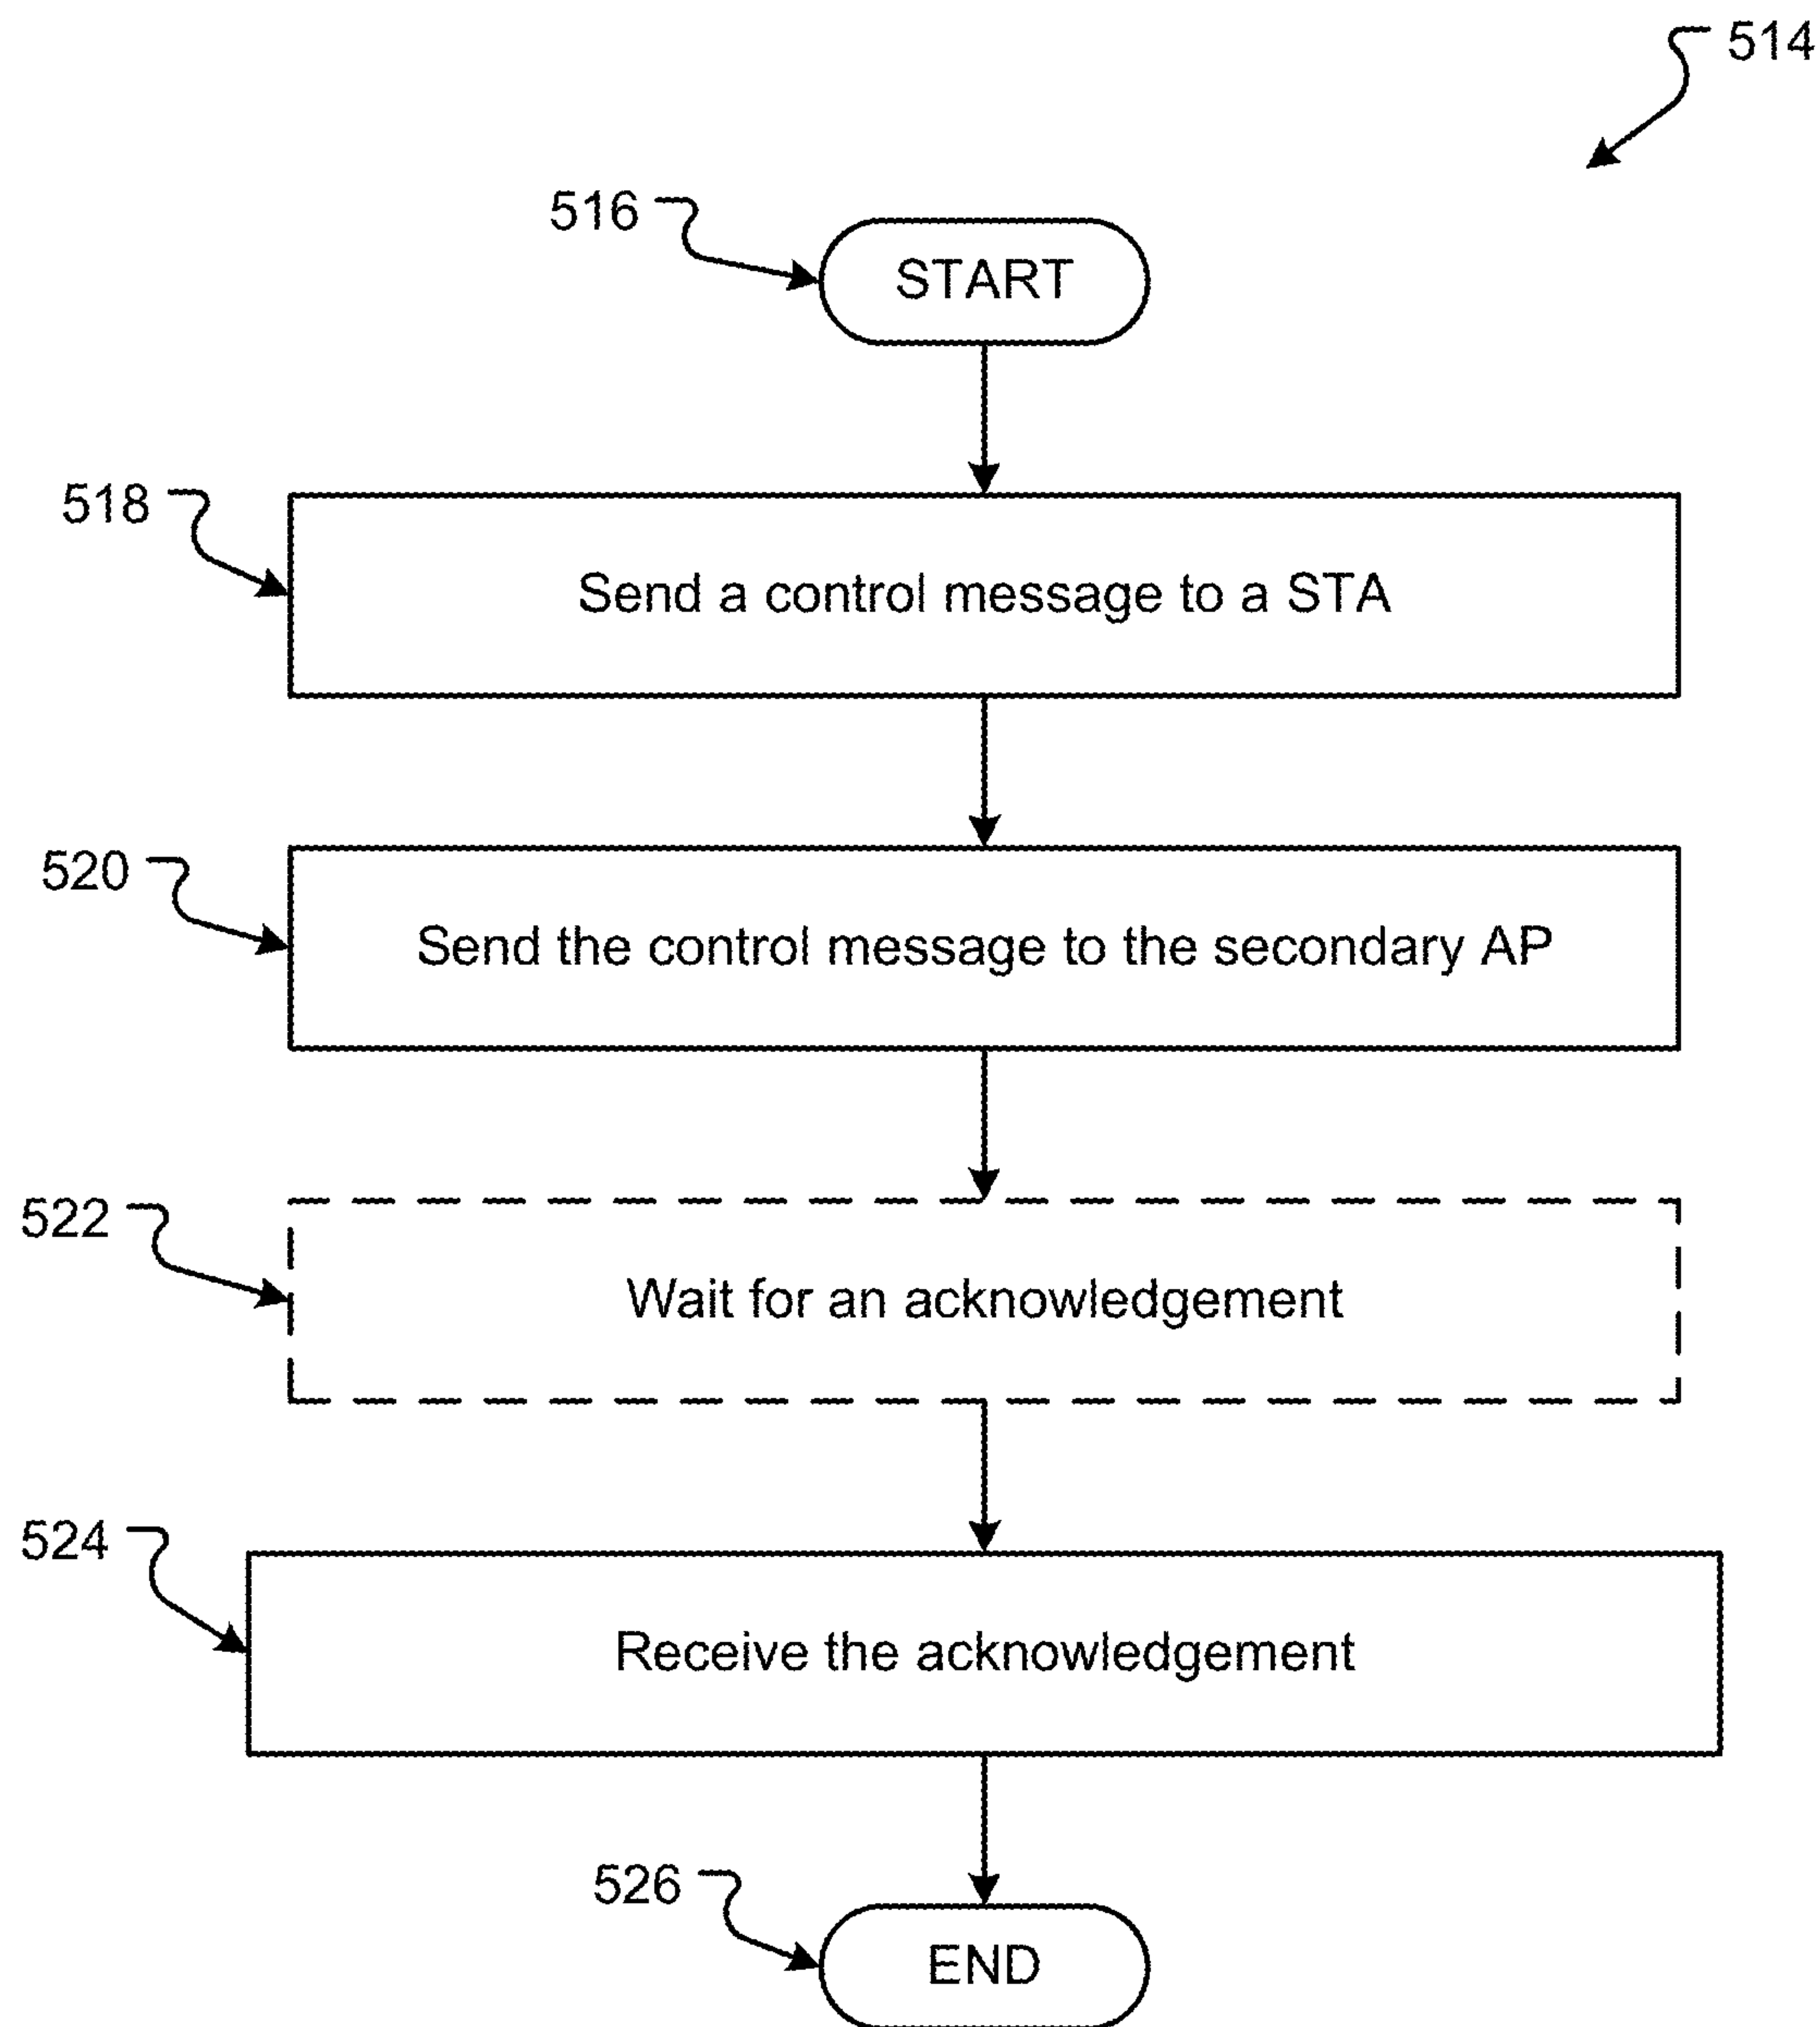 514
516
START
518
Send a control message to a STA
520
Send the control message to the secondary AP
522
Wait for an acknowledgement
524
Receive the acknowledgement
526
END